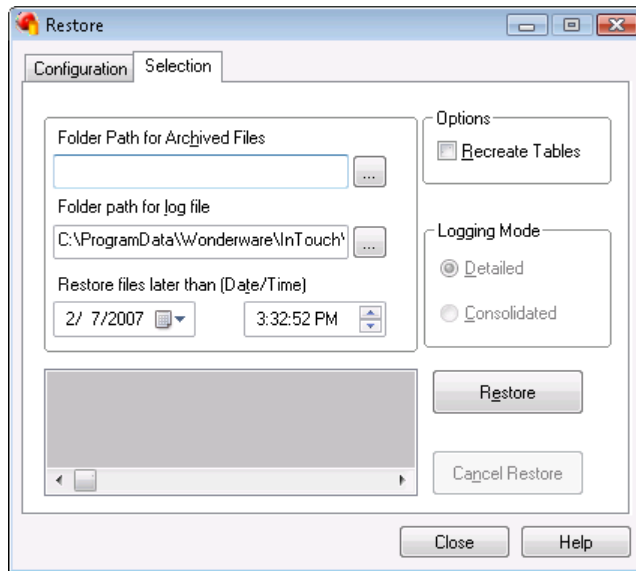 Restore
Configuration
Selection
Folder Path for Archived Files
...
Folder path for log file
C:\ProgramData\Wonderware\InTouch\
...
Restore files later than (Date/Time)
2/ 7/2007
3:32:52 PM
Options
Recreate Tables
Logging Mode
Detailed
Consolidated
Restore
Cancel Restore
Close
Help